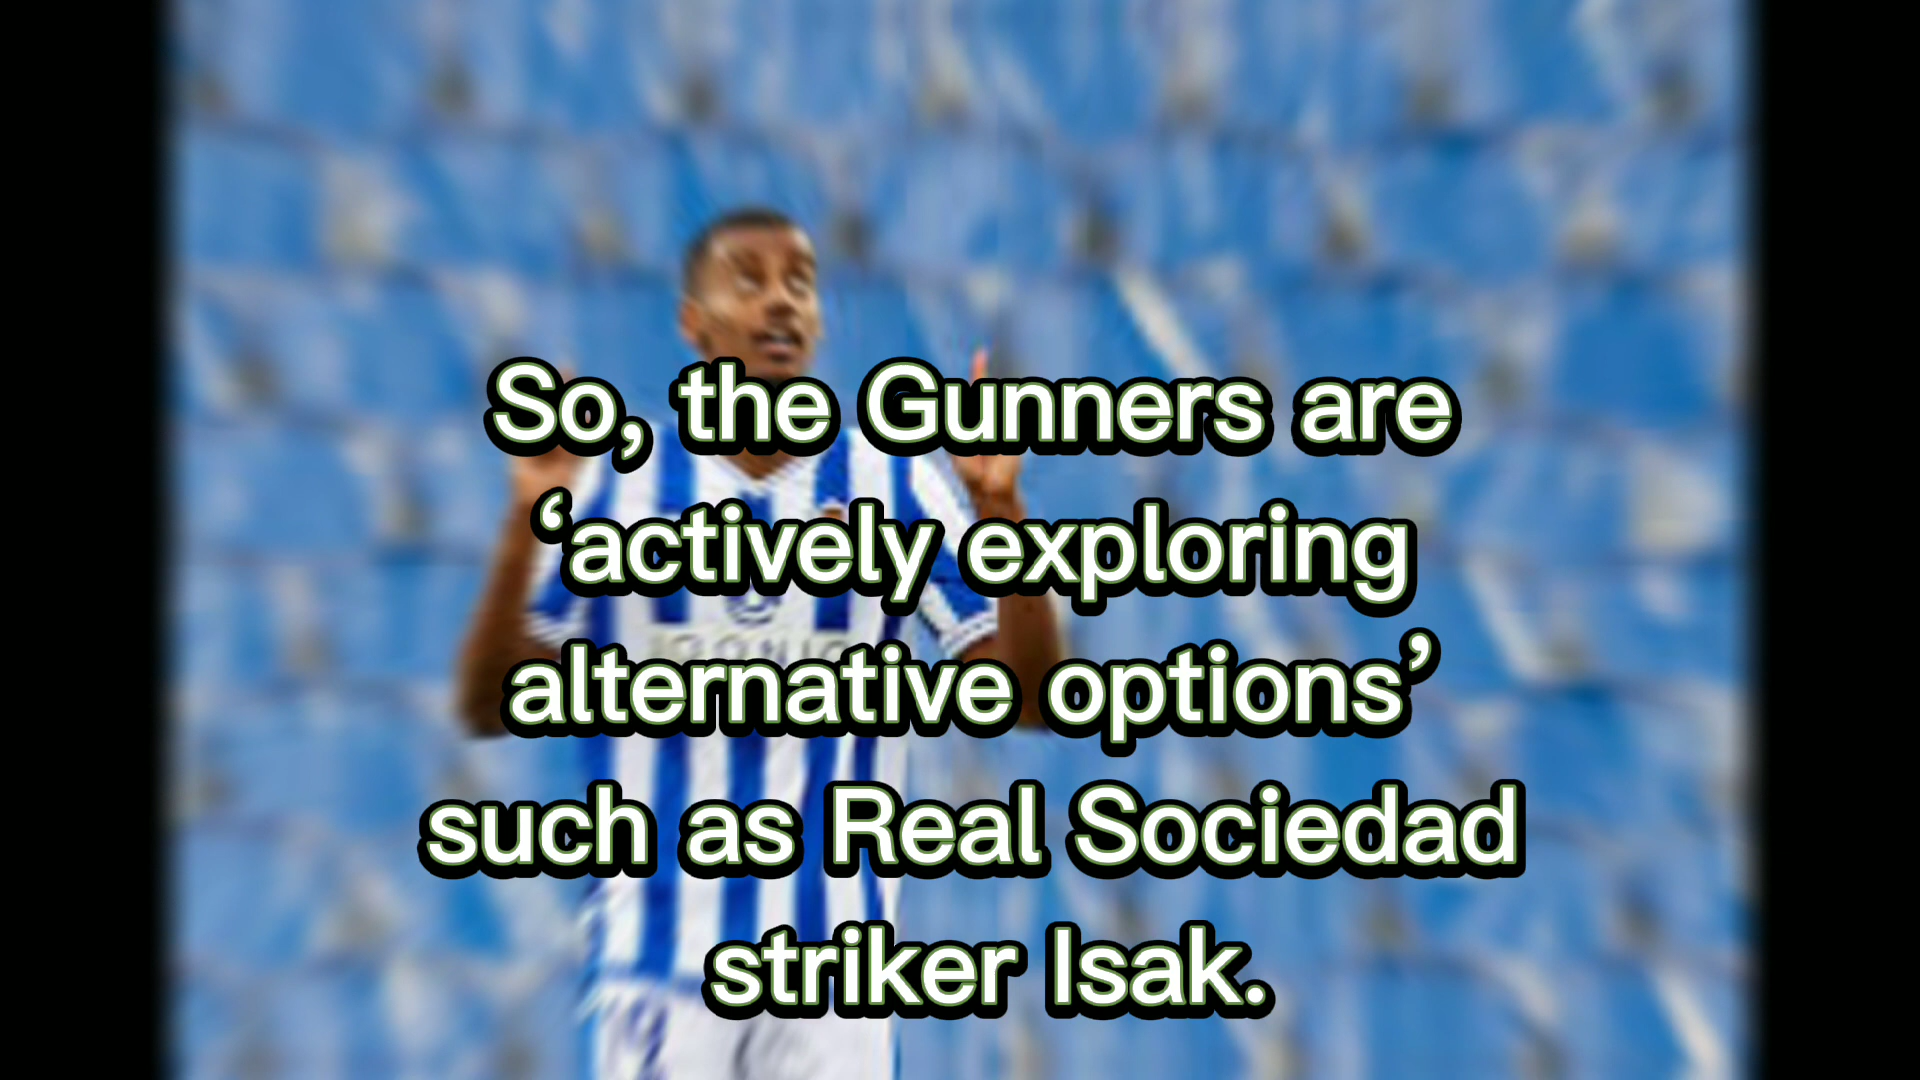 So, the Gunners are
‘actively exploring
alternative options’
such as Real Sociedad
striker Isak.